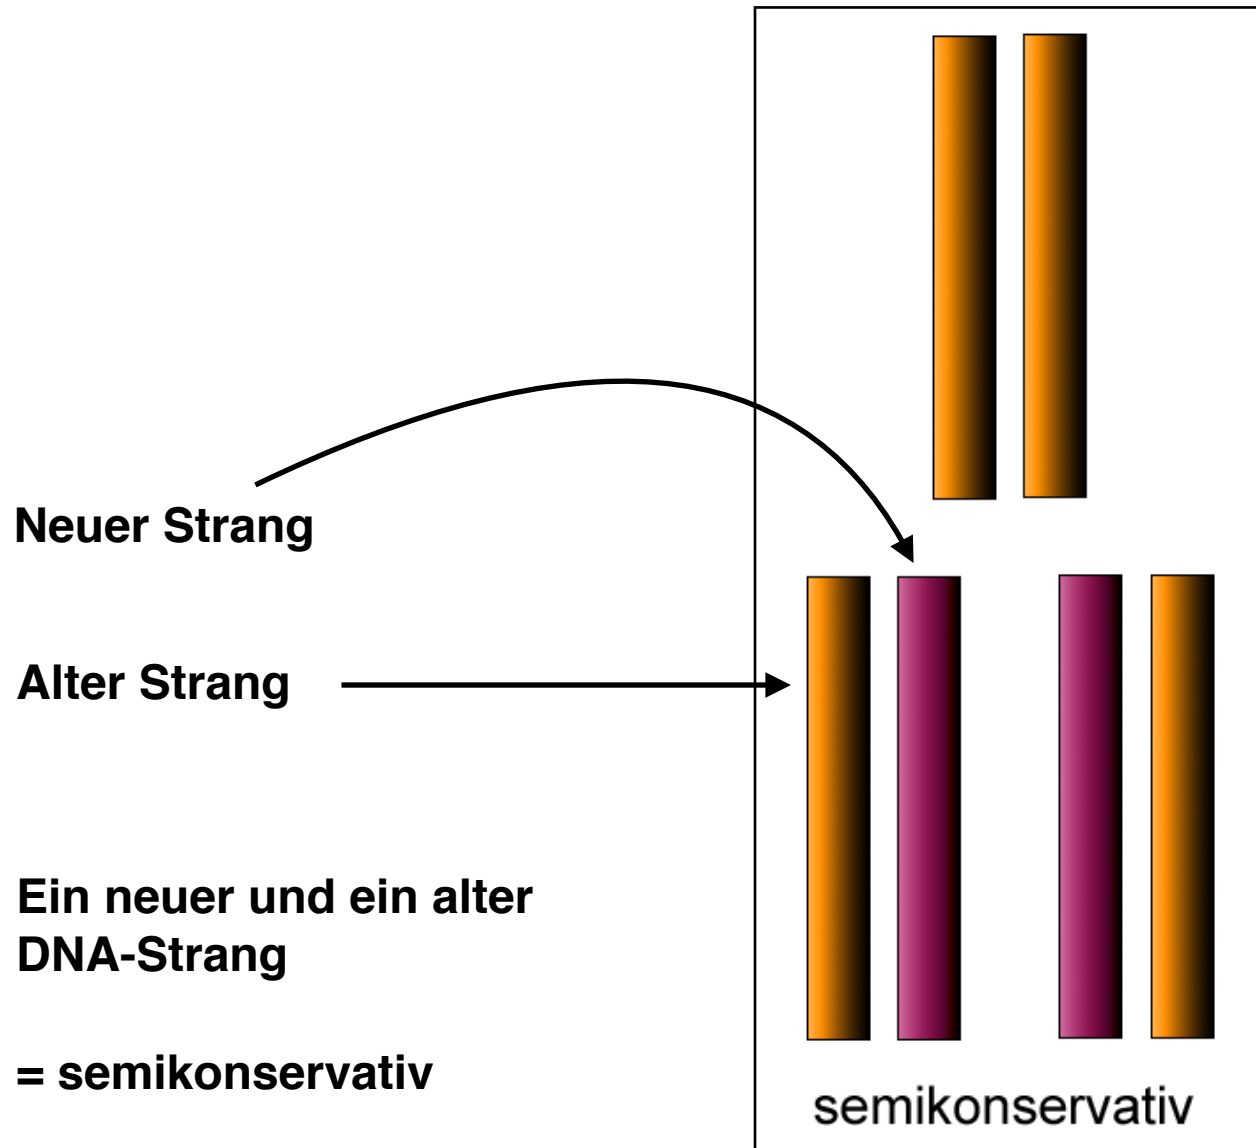 Neuer Strang
Alter Strang
Ein neuer und ein alter
DNA-Strang
= semikonservativ
semikonservativ